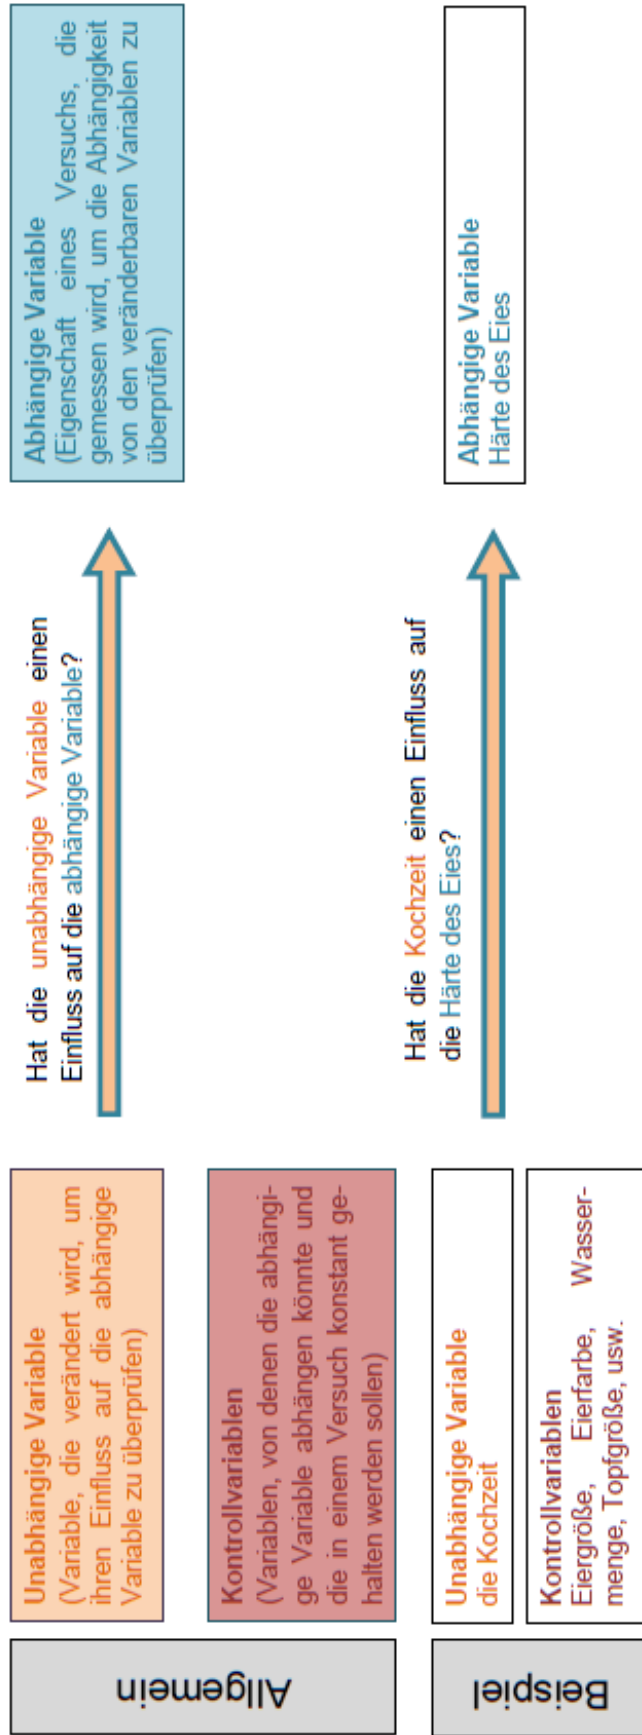 Allgemein
Unabhängige Variable
(Variable, die verändert wird, um
ihren Einfluss auf die abhängige
Variable zu überprüfen)
Kontrollvariablen
(Variablen, von denen die abhängi-
ge Variable abhängen könnte und
die in einem Versuch konstant ge-
halten werden sollen)
Hat die unabhängige Variable einen
Einfluss auf die abhängige Variable?
Abhängige Variable
(Eigenschaft eines Versuchs, die
gemessen wird, um die Abhängigkeit
von den veränderbaren Variablen zu
überprüfen)
Beispiel
Unabhängige Variable
die Kochzeit
Kontrollvariablen
Eiergröße, Eierfarbe, Wasser-
menge, Topfgröße, usw.
Hat die Kochzeit einen Einfluss auf
die Härte des Eies?
Abhängige Variable
Härte des Eies